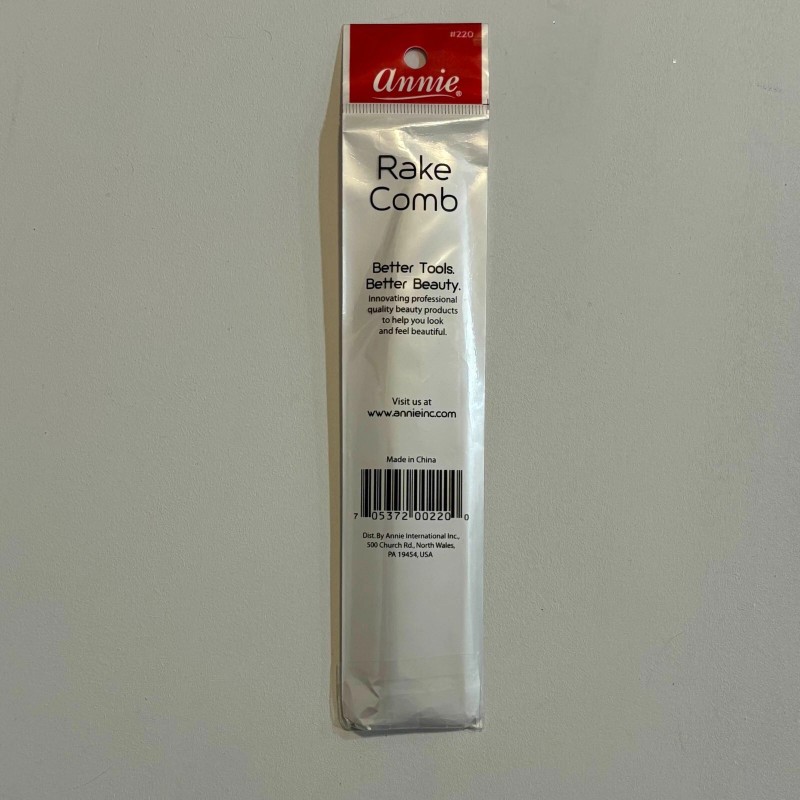 #220
annie®
Rake
Comb
Better Tools.
Better Beauty.
Innovating professional
quality beauty products
to help you look
and feel beautiful.
Visit us at
www.annieinc.com
Made in China
7 05372 00220 0
Dist. By Annie International Inc.,
500 Church Rd., North Wales,
PA 19454, USA